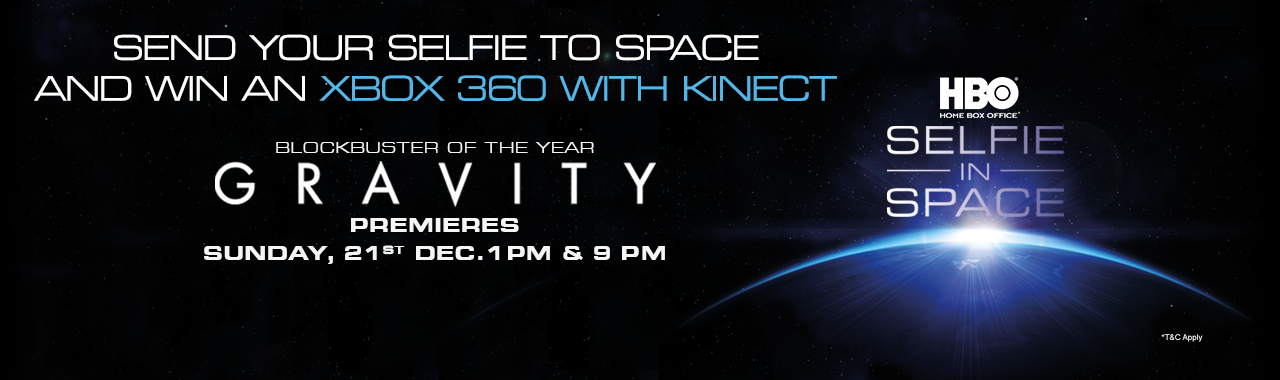 SEND YOUR SELFIE TO SPACE
AND WIN AN XBOX 360 WITH KINECT
BLOCKBUSTER OF THE YEAR
GRAVITY
PREMIERES
SUNDAY, 21ST DEC.1PM & 9 PM
HBO®
HOME BOX OFFICE®
SELFIE
IN
SPACE
*T&C Apply